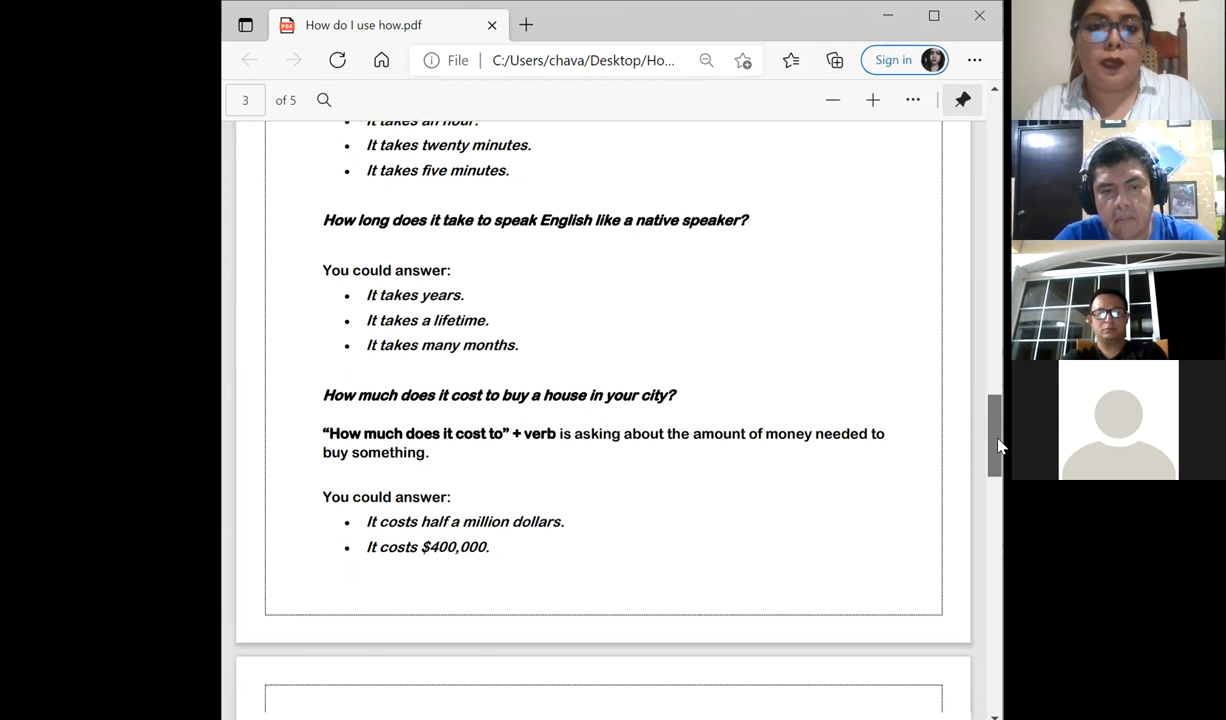 How do I use how.pdf
File
C:/Users/chava/Desktop/Ho...
Sign in
3 of 5
It takes an hour.
• It takes twenty minutes.
• It takes five minutes.
How long does it take to speak English like a native speaker?
You could answer:
• It takes years.
• It takes a lifetime.
• It takes many months.
How much does it cost to buy a house in your city?
“How much does it cost to” + verb is asking about the amount of money needed to
buy something.
You could answer:
• It costs half a million dollars.
• It costs $400,000.